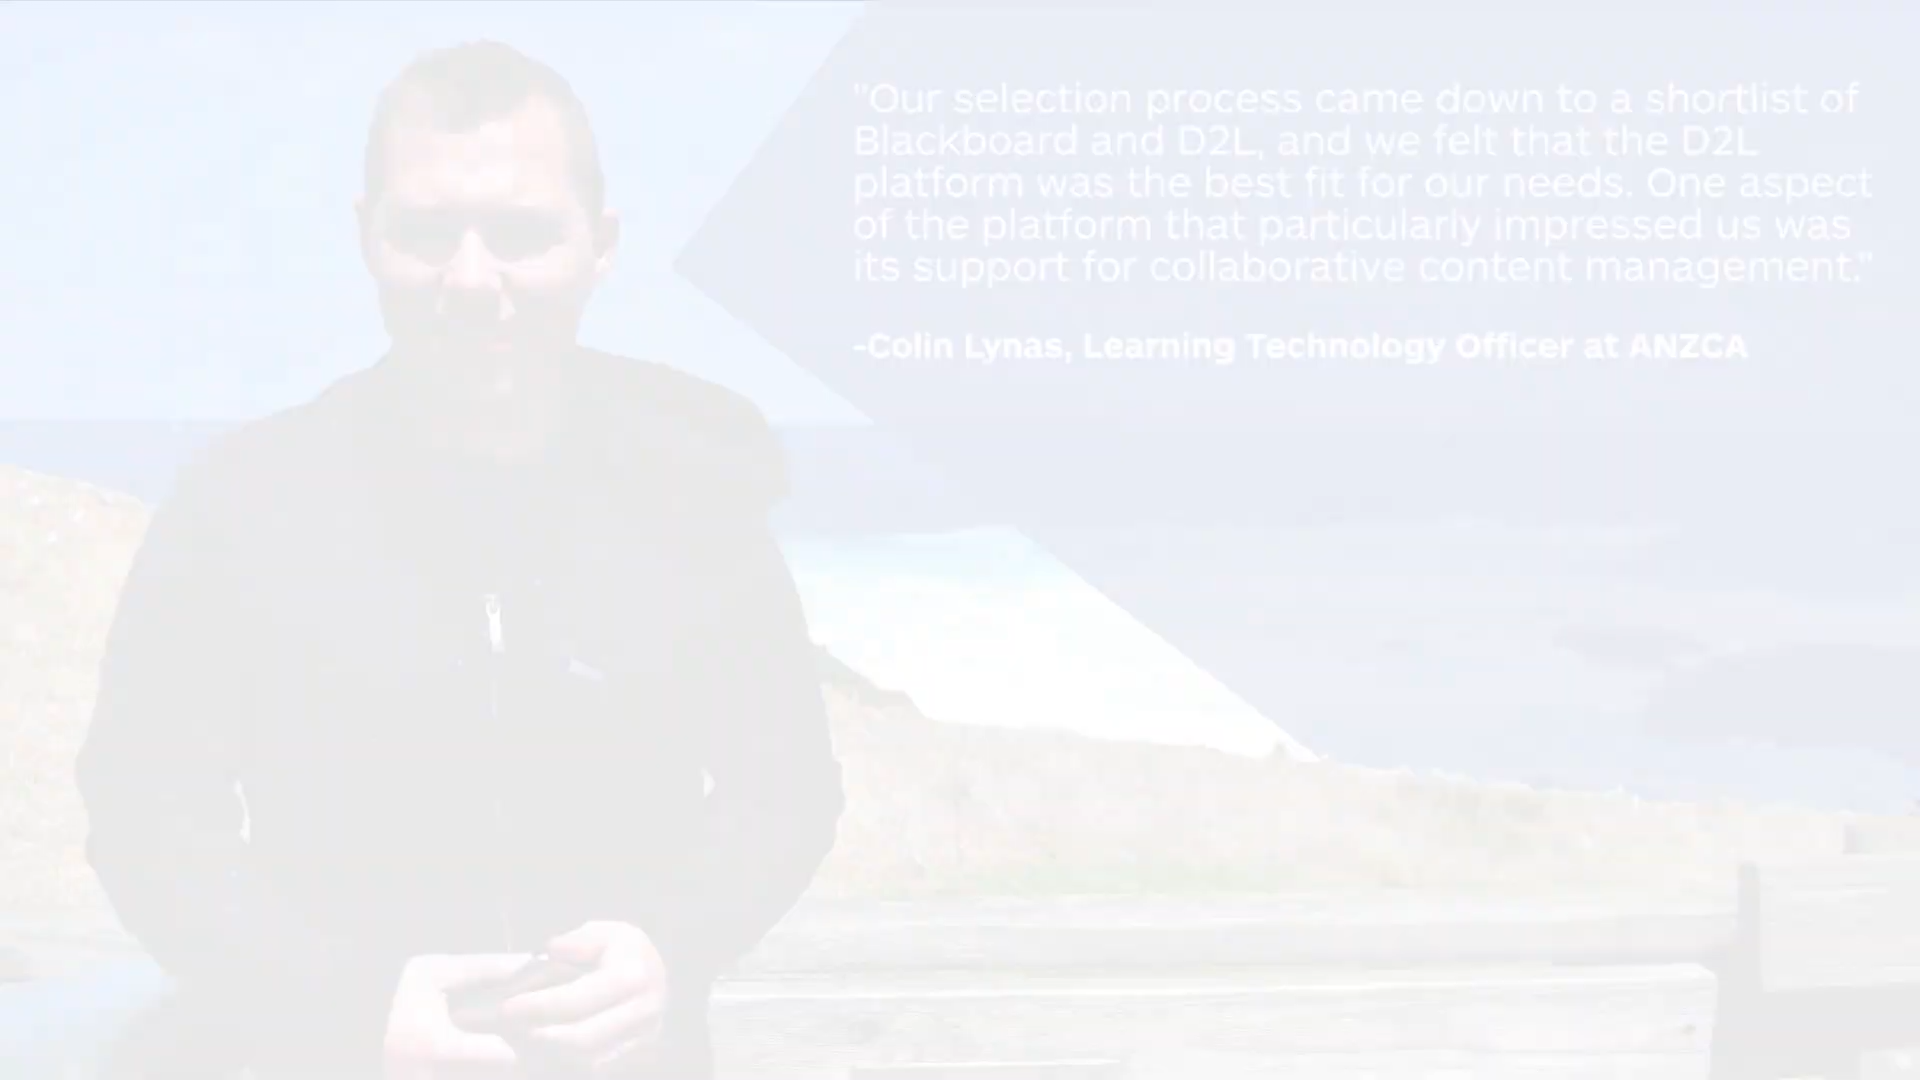 "Our selection process came down to a shortlist of
Blackboard and D2L, and we felt that the D2L
platform was the best fit for our needs. One aspect
of the platform that particularly impressed us was
its support for collaborative content management."
-Colin Lynas, Learning Technology Officer at ANZCA